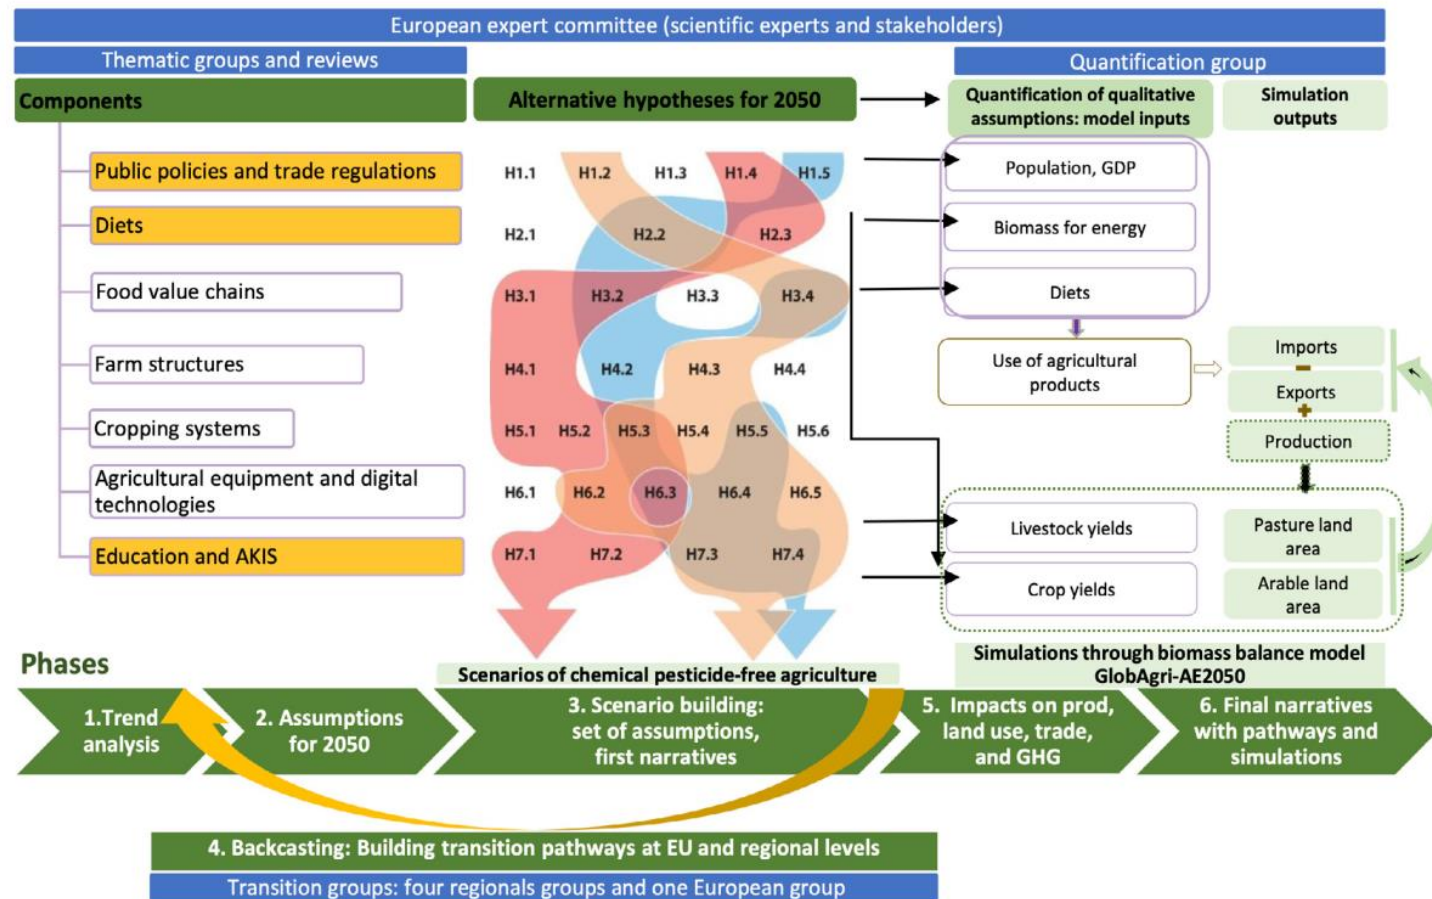 European expert committee (scientific experts and stakeholders)
Thematic groups and reviews
Quantification group
Components
Alternative hypotheses for 2050
Quantification of qualitative
assumptions: model inputs
Simulation
outputs
Public policies and trade regulations
H1.1 H1.2 H1.3 H1.4 H1.5
Population, GDP
Diets
H2.1 H2.2 H2.3
Biomass for energy
Food value chains
H3.1 H3.2 H3.3 H3.4
Diets
Farm structures
H4.1 H4.2 H4.3 H4.4
Use of agricultural
products
Imports
-
Exports
+
Cropping systems
H5.1 H5.2 H5.3 H5.4 H5.5 H5.6
Production
Agricultural equipment and digital
technologies
H6.1 H6.2 H6.3 H6.4 H6.5
Livestock yields
Pasture land
area
Education and AKIS
H7.1 H7.2 H7.3 H7.4
Crop yields
Arable land
area
Phases
Scenarios of chemical pesticide-free agriculture
Simulations through biomass balance model
GlobAgri-AE2050
1.Trend
analysis
2. Assumptions
for 2050
3. Scenario building:
set of assumptions,
first narratives
5. Impacts on prod,
land use, trade,
and GHG
6. Final narratives
with pathways and
simulations
4. Backcasting: Building transition pathways at EU and regional levels
Transition groups: four regionals groups and one European group